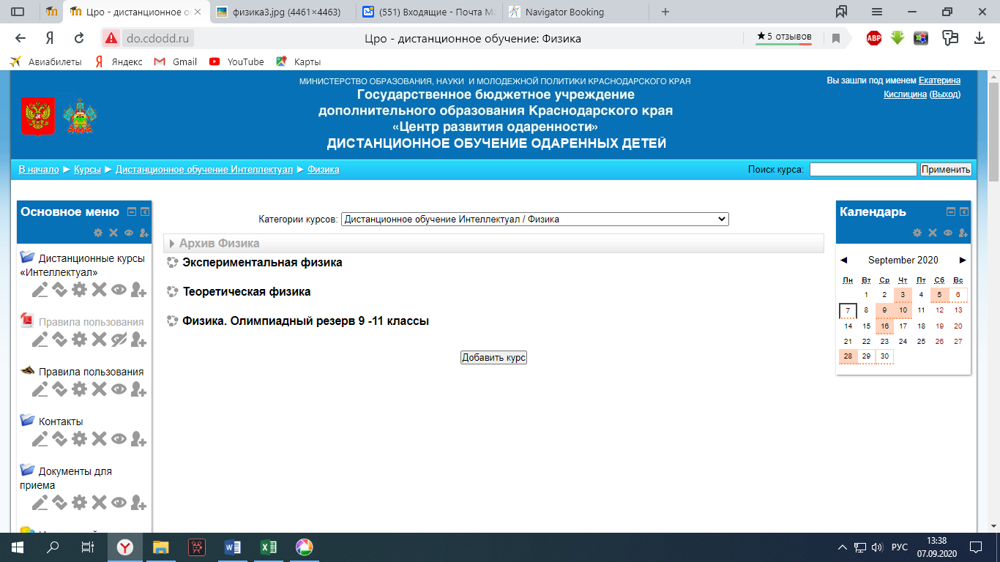 Цро - дистанционное о
физика3.jpg (4461×4463)
(551) Входящие - Почта Ma
Navigator Booking
do.cdodd.ru
Цро - дистанционное обучение: Физика
★5 отзывов
ABP
Авиабилеты
Яндекс
Gmail
YouTube
Карты
МИНИСТЕРСТВО ОБРАЗОВАНИЯ, НАУКИ И МОЛОДЕЖНОЙ ПОЛИТИКИ КРАСНОДАРСКОГО КРАЯ
Государственное бюджетное учреждение
дополнительного образования Краснодарского края
«Центр развития одаренности»
ДИСТАНЦИОННОЕ ОБУЧЕНИЕ ОДАРЕННЫХ ДЕТЕЙ
Вы зашли под именем Екатерина
Кислицина (Выход)
В начало ► Курсы ► Дистанционное обучение Интеллектуал ► Физика
Поиск курса:
Применить
Основное меню
Дистанционные курсы
«Интеллектуал»
Правила пользования
Правила пользования
Контакты
Документы для
приема
Категории курсов: Дистанционное обучение Интеллектуал / Физика
Архив Физика
Экспериментальная физика
Теоретическая физика
Физика. Олимпиадный резерв 9 -11 классы
Добавить курс
Календарь
◄ September 2020 ►
Пн Вт Ср Чт Пт Сб Вс
1 2 3 4 5 6
7 8 9 10 11 12 13
14 15 16 17 18 19 20
21 22 23 24 25 26 27
28 29 30
РУС
13:38
07.09.2020